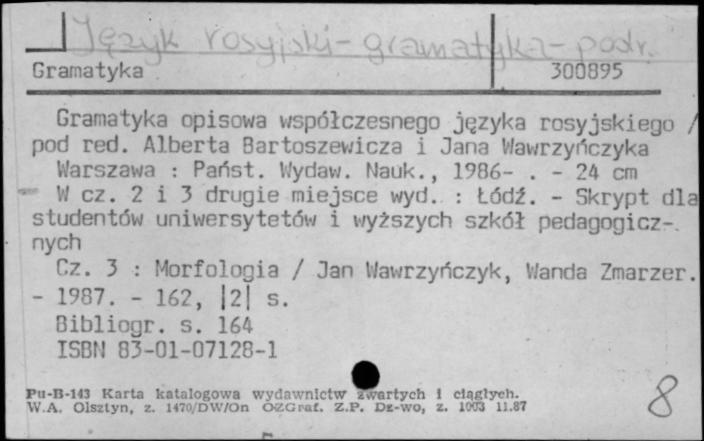 Język rosyjski - gramatyka - podr.
Gramatyka 300895
Gramatyka opisowa współczesnego języka rosyjskiego /
pod red. Alberta Bartoszewicza i Jana Wawrzyńczyka
Warszawa : Państ. Wydaw. Nauk., 1986- . - 24 cm
W cz. 2 i 3 drugie miejsce wyd. : Łódź. - Skrypt dla
studentów uniwersytetów i wyższych szkół pedagogicz-
nych
Cz. 3 : Morfologia / Jan Wawrzyńczyk, Wanda Zmarzer.
- 1987. - 162, |2| s.
Bibliogr. s. 164
ISBN 83-01-07128-1
Pu-B-143 Karta katalogowa wydawnictw zwartych i ciągłych.
W.A. Olsztyn, z. 1470/DW/On OZGraf. Z.P. Dz-wo, z. 1003 11.87
8